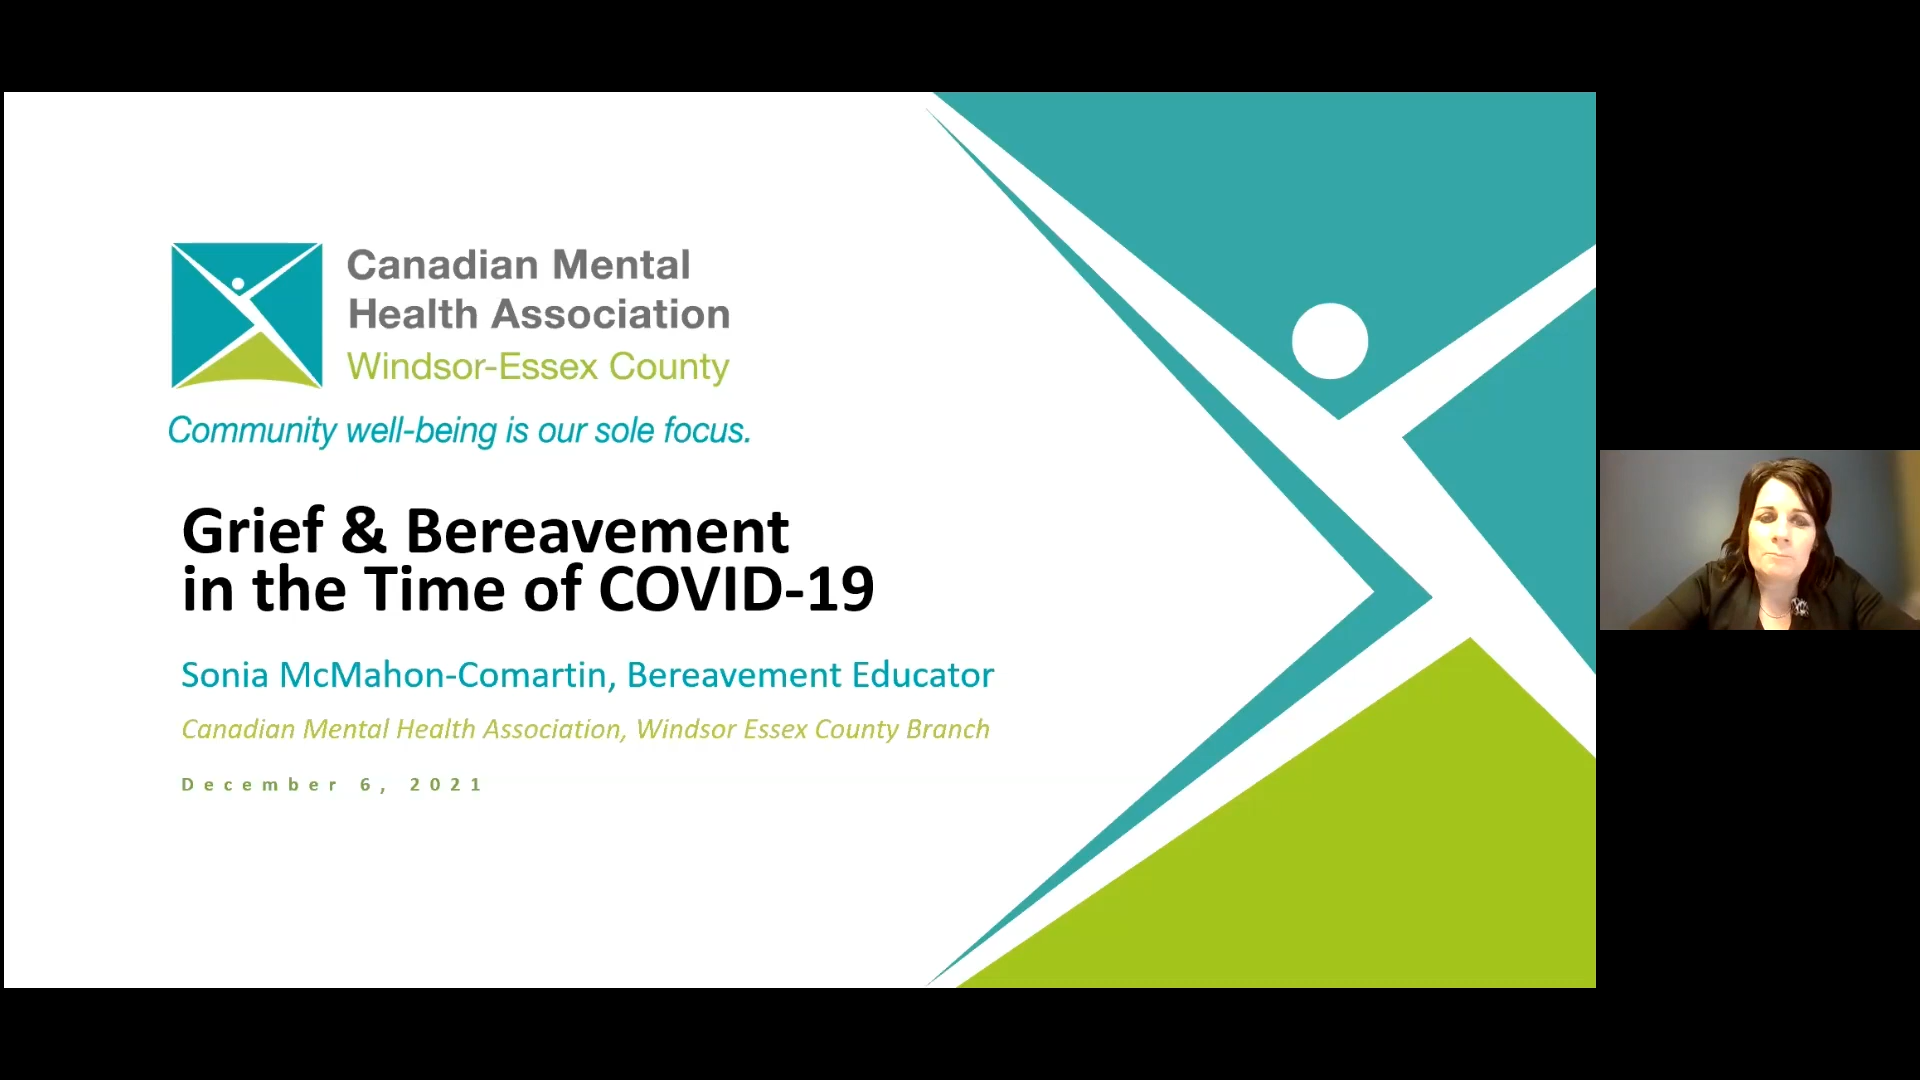 Canadian Mental
Health Association
Windsor-Essex County
Community well-being is our sole focus.
Grief & Bereavement
in the Time of COVID-19
Sonia McMahon-Comartin, Bereavement Educator
Canadian Mental Health Association, Windsor Essex County Branch
December 6, 2021